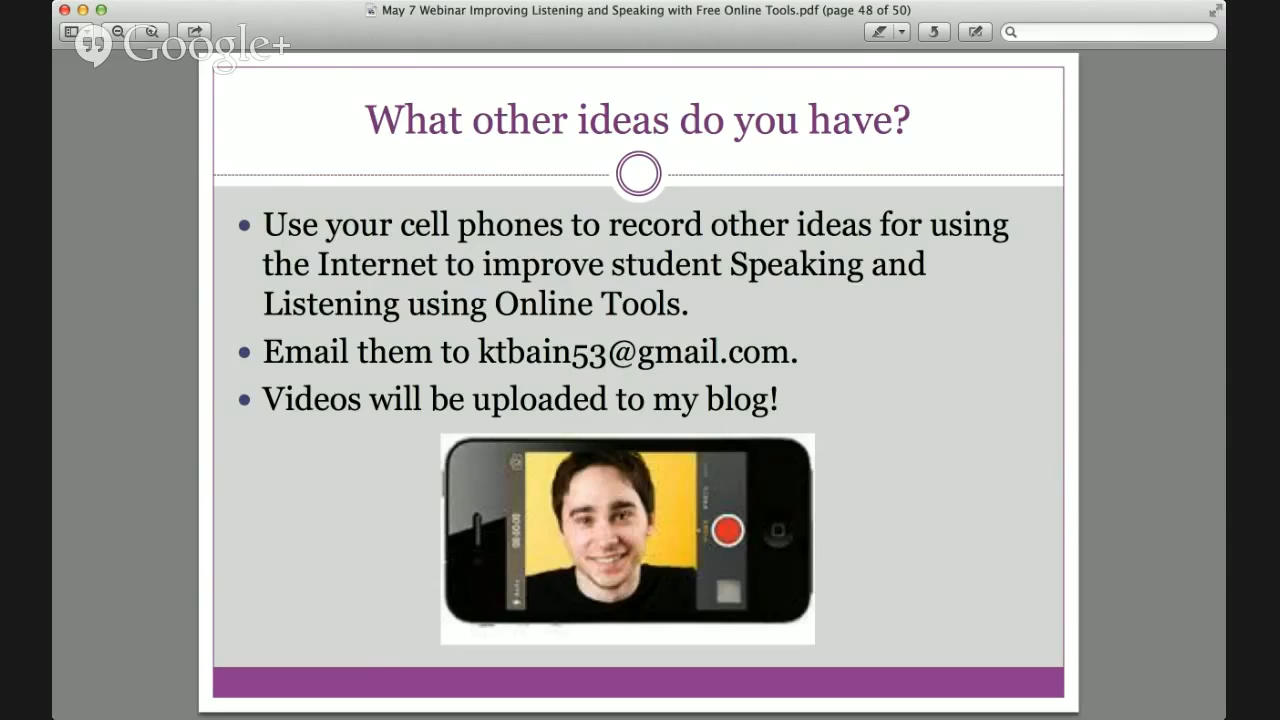 May 7 Webinar Improving Listening and Speaking with Free Online Tools.pdf (page 48 of 50)
Google+
What other ideas do you have?
• Use your cell phones to record other ideas for using
the Internet to improve student Speaking and
Listening using Online Tools.
• Email them to ktbain53@gmail.com.
• Videos will be uploaded to my blog!